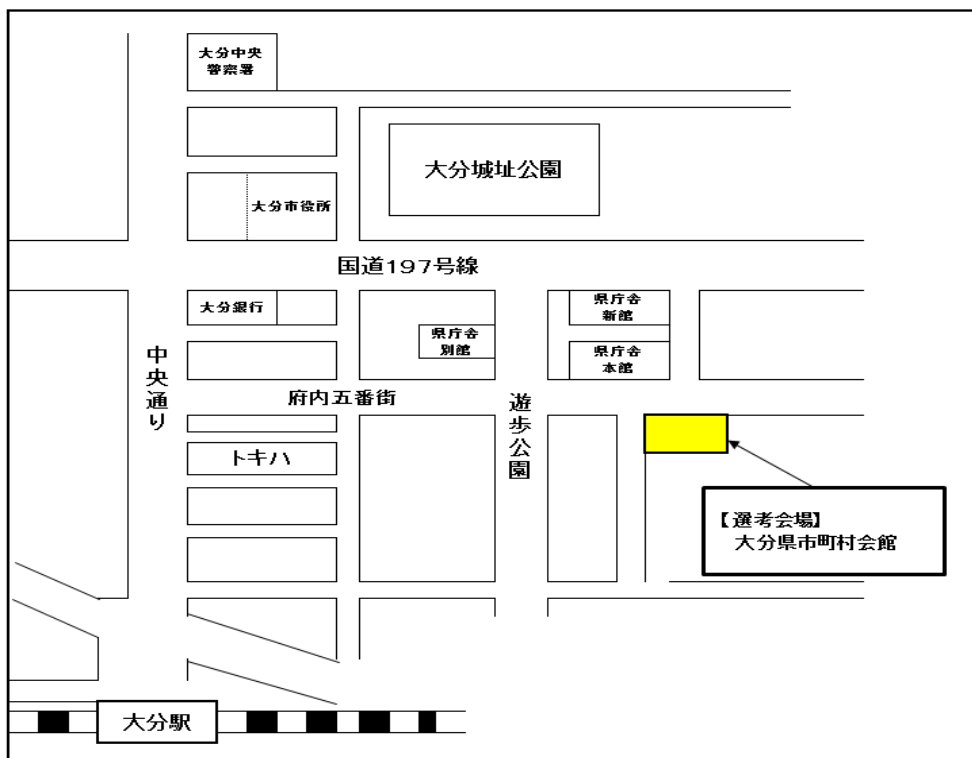 大分中央
警察署
大分城址公園
大分市役所
国道197号線
大分銀行
県庁舎
新館
県庁舎
別館
県庁舎
本館
中央通り
府内五番街
遊歩公園
トキハ
【選考会場】
大分県市町村会館
大分駅